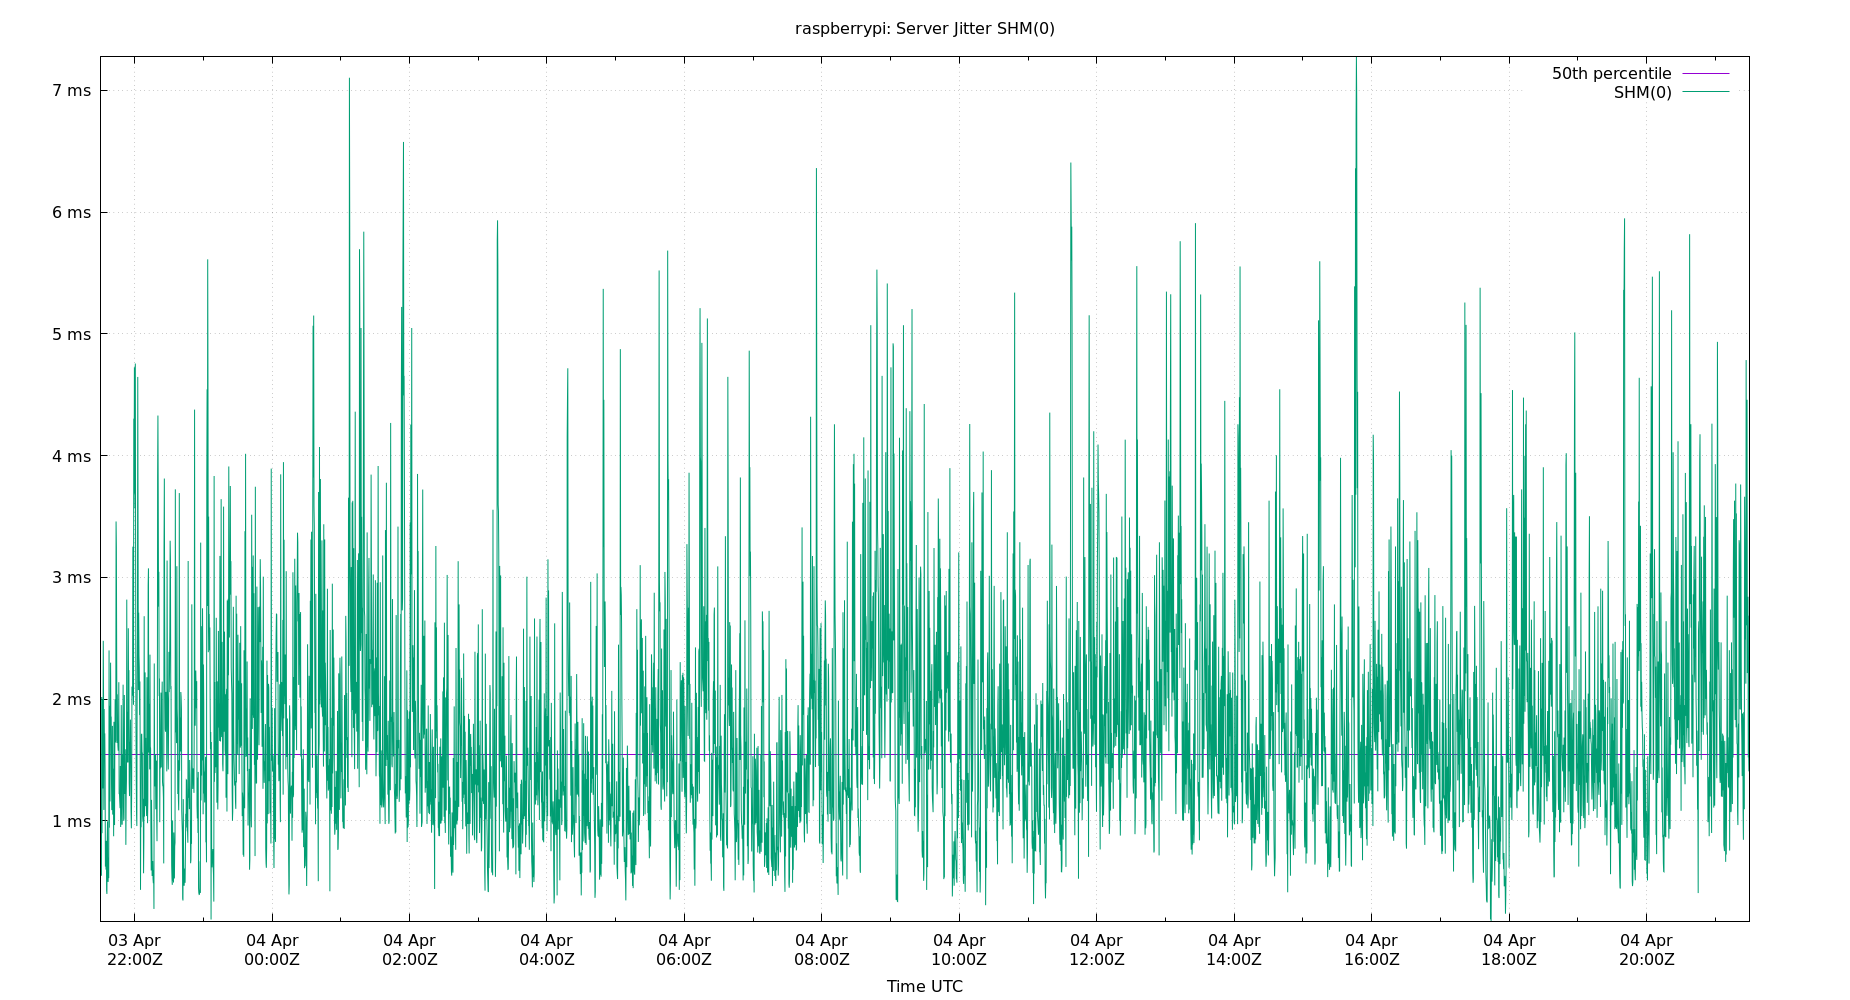 raspberrypi: Server Jitter SHM(0)
50th percentile
SHM(0)
7 ms
6 ms
5 ms
4 ms
3 ms
2 ms
1 ms
03 Apr 04 Apr 04 Apr 04 Apr 04 Apr 04 Apr 04 Apr 04 Apr 04 Apr 04 Apr 04 Apr 04 Apr
22:00Z 00:00Z 02:00Z 04:00Z 06:00Z 08:00Z 10:00Z 12:00Z 14:00Z 16:00Z 18:00Z 20:00Z
Time UTC